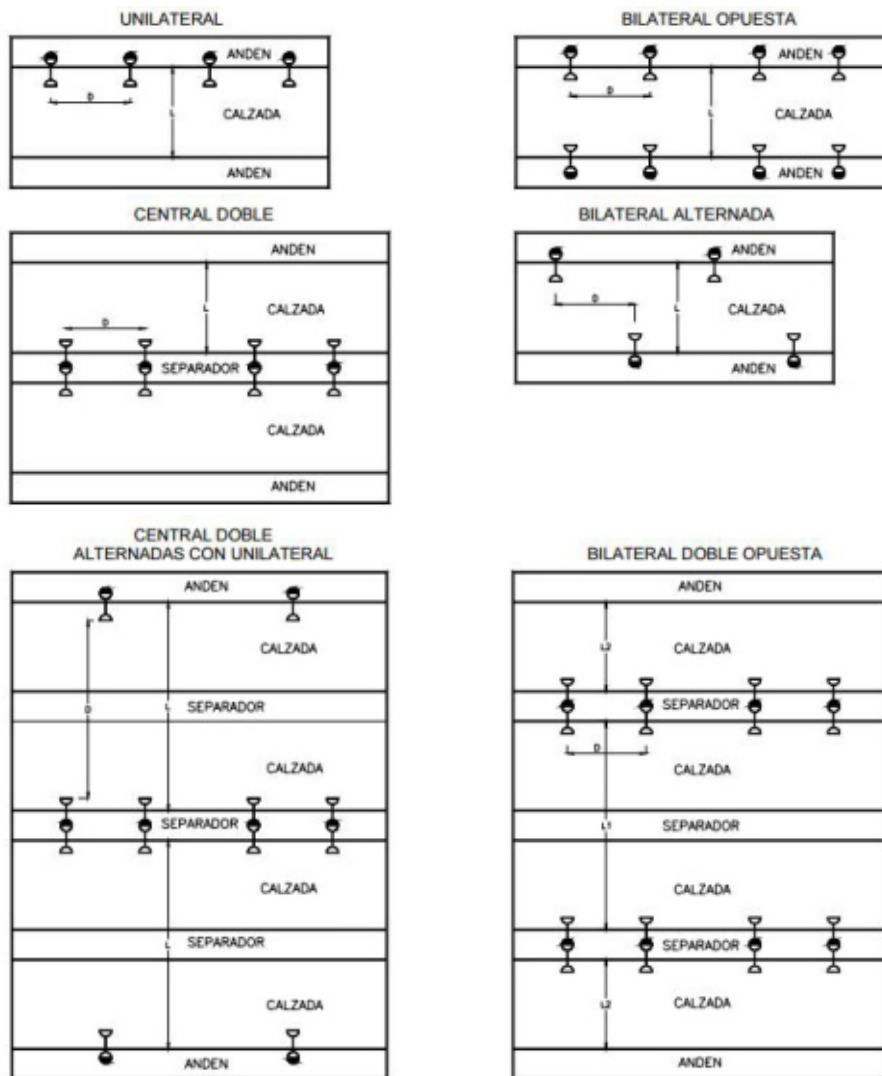 UNILATERAL
ANDEN
D
L
CALZADA
ANDEN
BILATERAL OPUESTA
ANDEN
D
L
CALZADA
ANDEN
CENTRAL DOBLE
ANDEN
L
CALZADA
D
SEPARADOR
CALZADA
ANDEN
BILATERAL ALTERNADA
ANDEN
D
L
CALZADA
ANDEN
CENTRAL DOBLE
ALTERNADAS CON UNILATERAL
ANDEN
CALZADA
D
L
SEPARADOR
CALZADA
SEPARADOR
CALZADA
L
SEPARADOR
CALZADA
ANDEN
BILATERAL DOBLE OPUESTA
ANDEN
L2
CALZADA
SEPARADOR
D
CALZADA
L1
SEPARADOR
CALZADA
SEPARADOR
L2
CALZADA
ANDEN